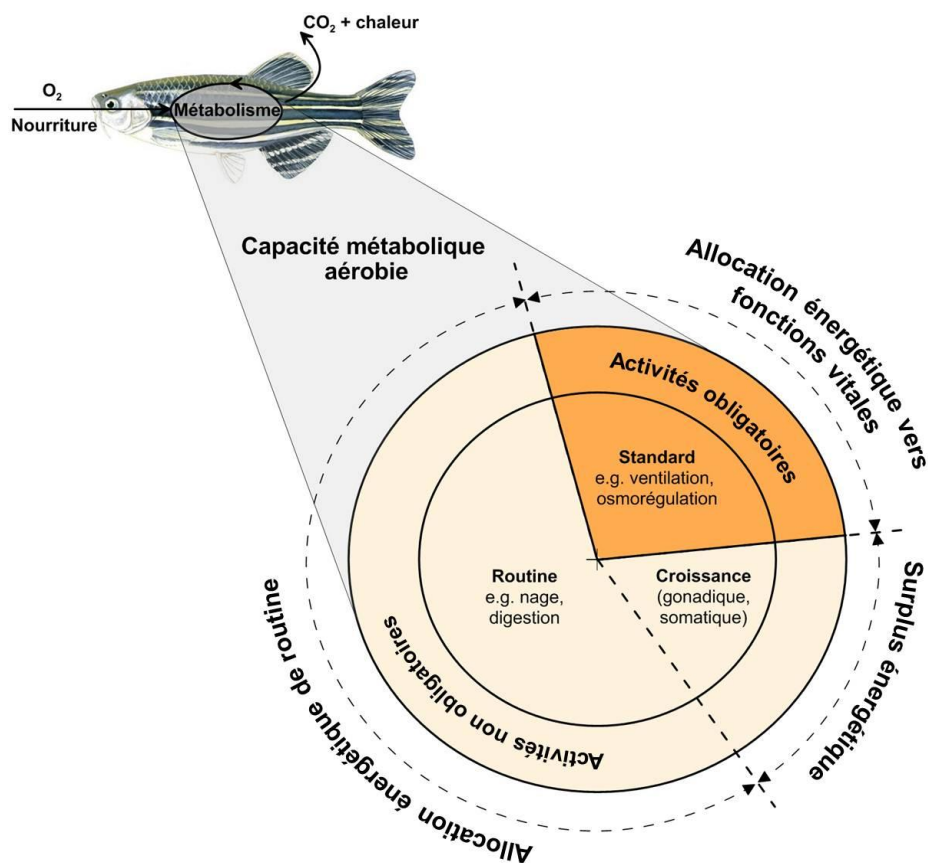 CO₂ + chaleur
O₂
Nourriture
Métabolisme
Capacité métabolique
aérobie
Allocation énergétique vers
fonctions vitales
Activités obligatoires
Standard
e.g. ventilation,
osmorégulation
Routine
e.g. nage,
digestion
Croissance
(gonadique,
somatique)
Activités non obligatoires
Surplus énergétique
Allocation énergétique de routine